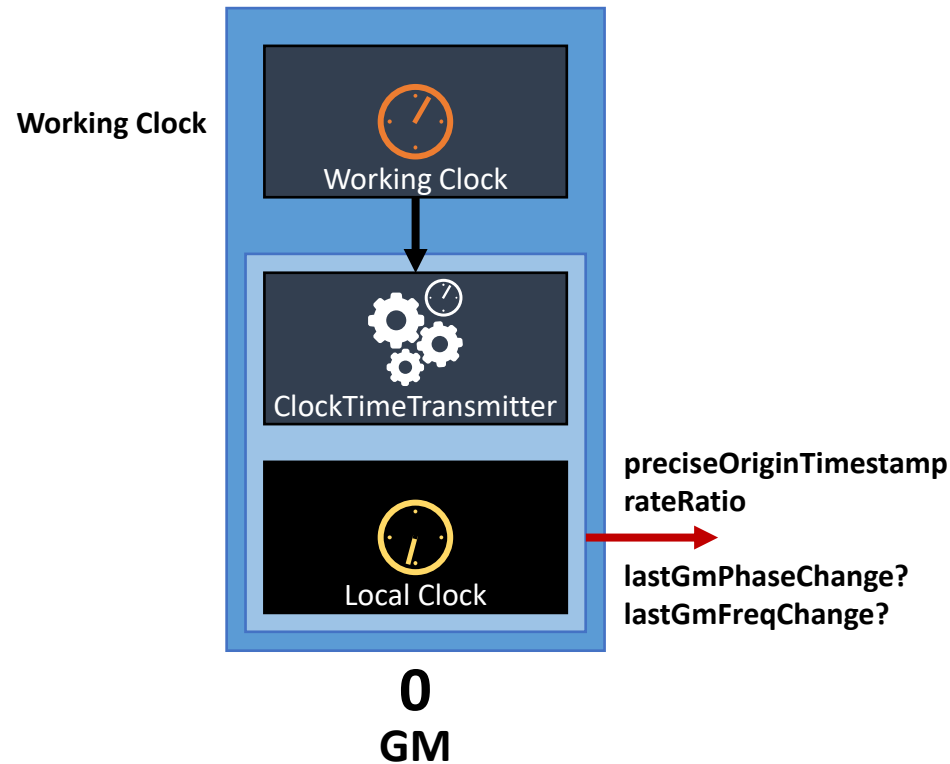 Working Clock
Working Clock
ClockTimeTransmitter
Local Clock
preciseOriginTimestamp
rateRatio
lastGmPhaseChange?
lastGmFreqChange?
0
GM